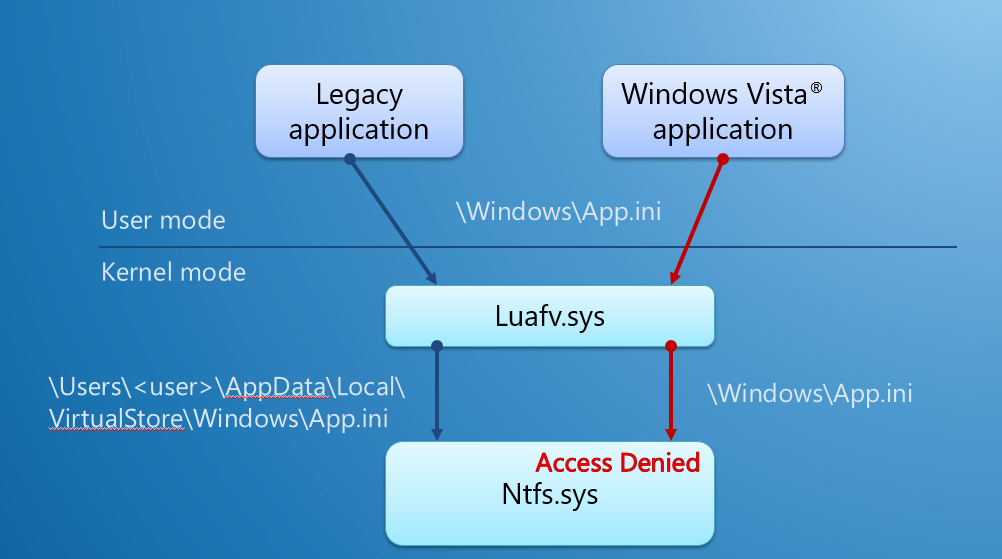 Legacy
application
Windows Vista®
application
\Windows\App.ini
User mode
Kernel mode
Luafv.sys
\Users\<user>\AppData\Local\
VirtualStore\Windows\App.ini
\Windows\App.ini
Access Denied
Ntfs.sys